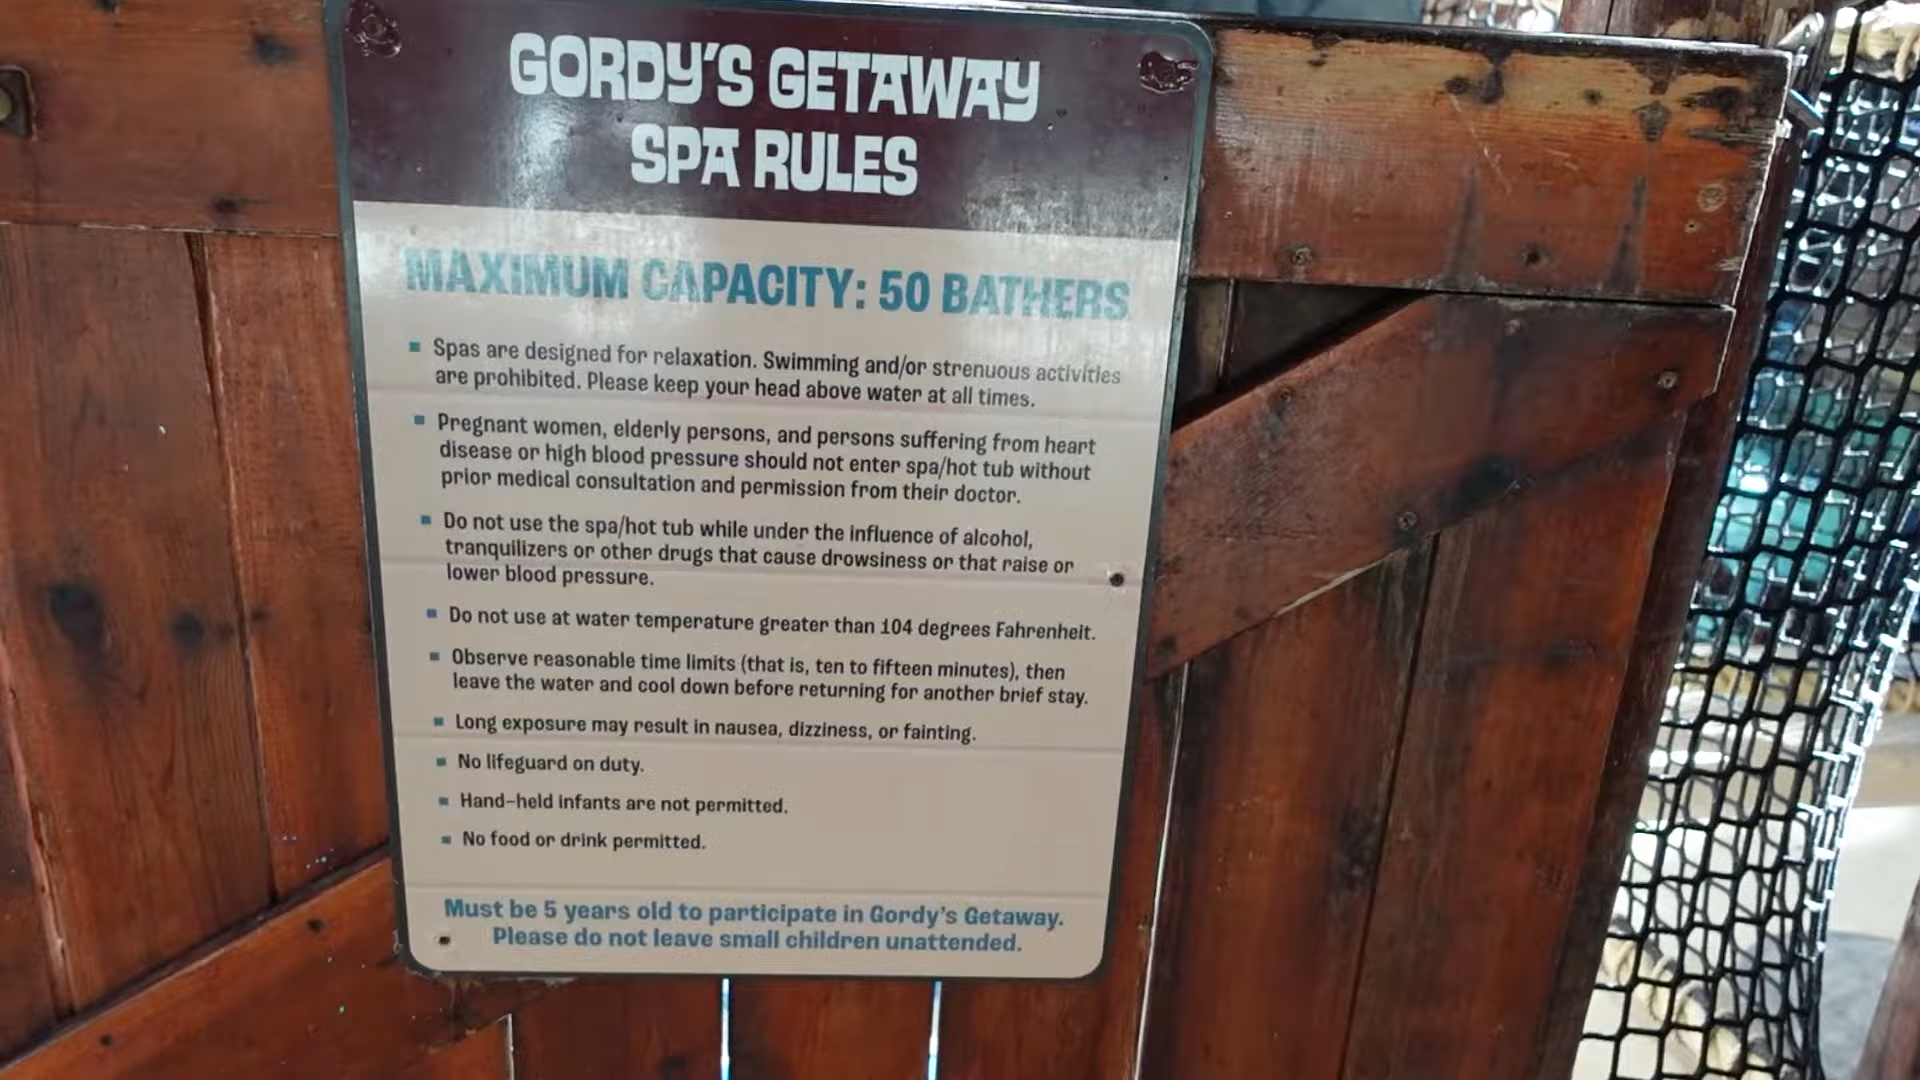 GORDY'S GETAWAY
SPA RULES
MAXIMUM CAPACITY: 50 BATHERS
▪ Spas are designed for relaxation. Swimming and/or strenuous activities
are prohibited. Please keep your head above water at all times.
▪ Pregnant women, elderly persons, and persons suffering from heart
disease or high blood pressure should not enter spa/hot tub without
prior medical consultation and permission from their doctor.
▪ Do not use the spa/hot tub while under the influence of alcohol,
tranquilizers or other drugs that cause drowsiness or that raise or
lower blood pressure.
▪ Do not use at water temperature greater than 104 degrees Fahrenheit.
▪ Observe reasonable time limits (that is, ten to fifteen minutes), then
leave the water and cool down before returning for another brief stay.
▪ Long exposure may result in nausea, dizziness, or fainting.
▪ No lifeguard on duty.
▪ Hand-held infants are not permitted.
▪ No food or drink permitted.
Must be 5 years old to participate in Gordy's Getaway.
Please do not leave small children unattended.